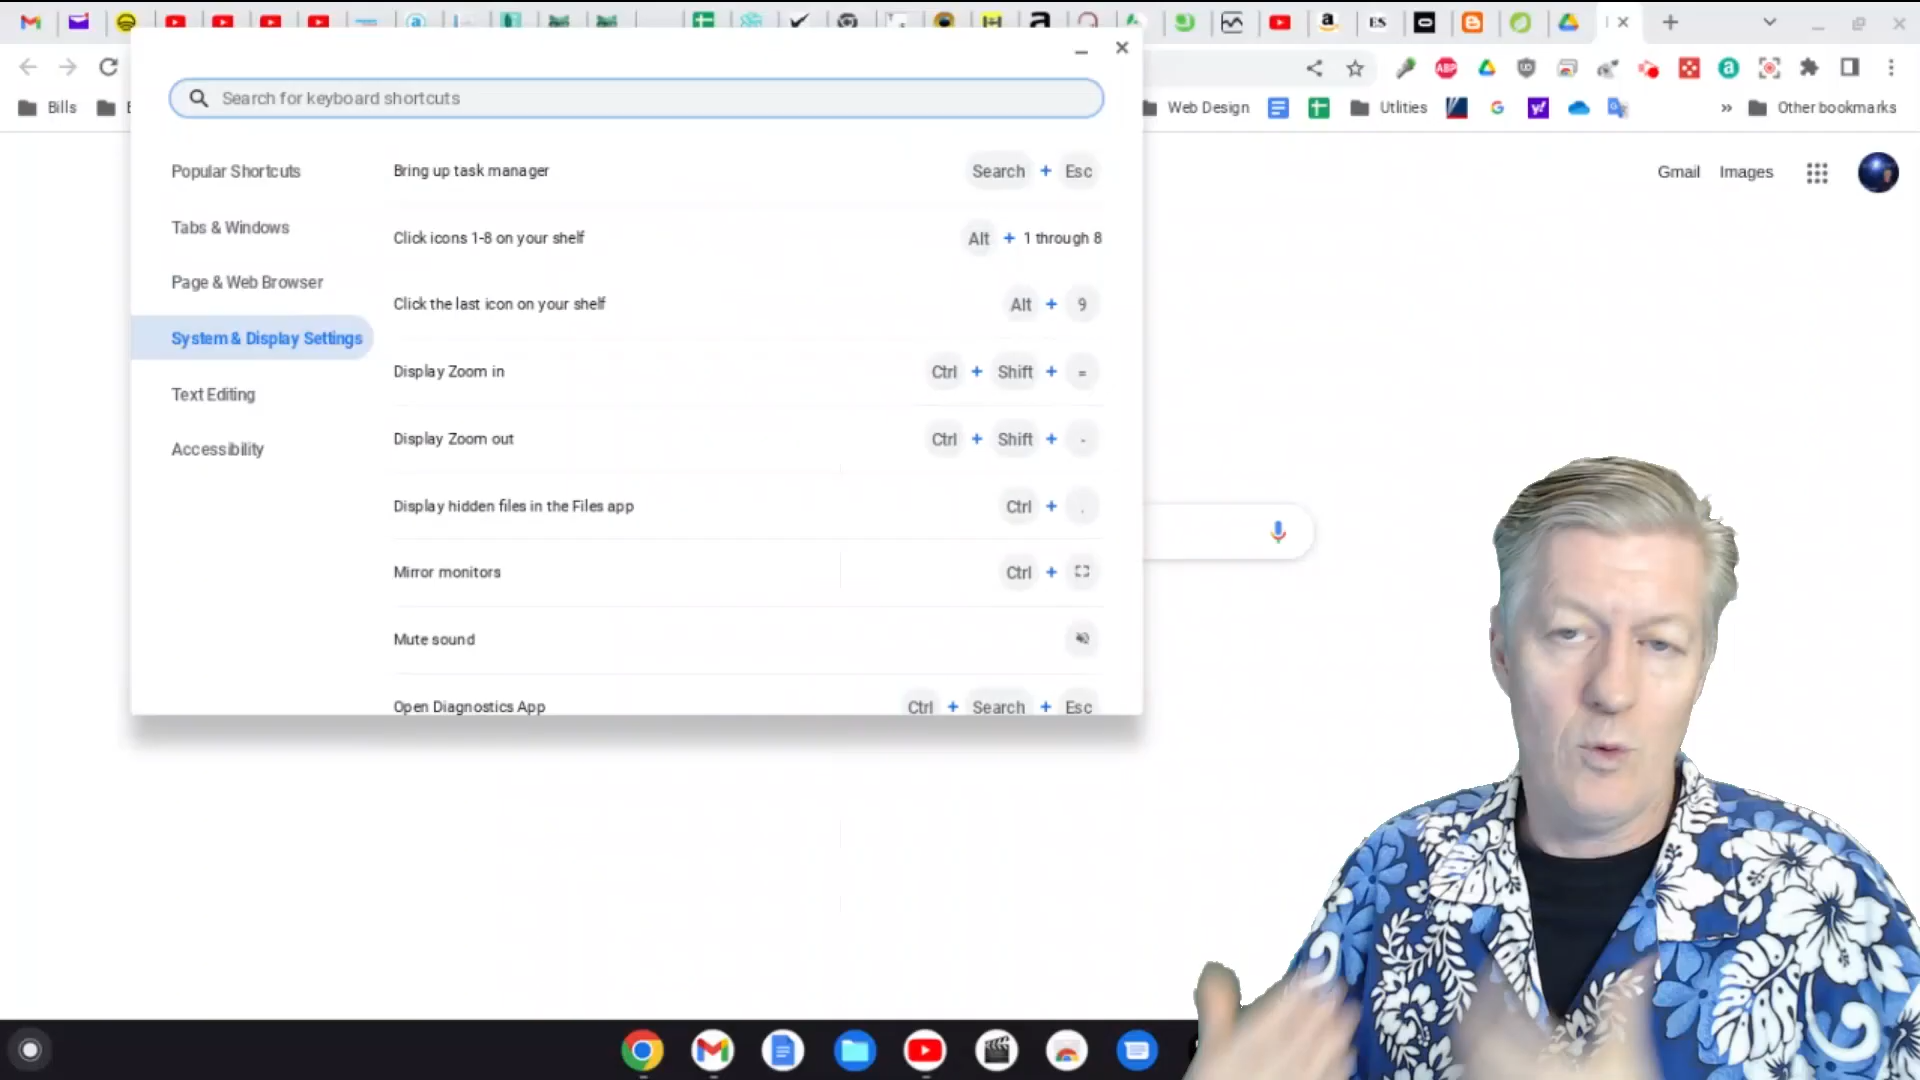 ABP
Bills
Web Design
Utlities
Other bookmarks
Gmail
Images
Search for keyboard shortcuts
Popular Shortcuts
Tabs & Windows
Page & Web Browser
System & Display Settings
Text Editing
Accessibility
Bring up task manager Search + Esc
Click icons 1-8 on your shelf Alt + 1 through 8
Click the last icon on your shelf Alt + 9
Display Zoom in Ctrl + Shift + =
Display Zoom out Ctrl + Shift + -
Display hidden files in the Files app Ctrl + .
Mirror monitors Ctrl +
Mute sound
Open Diagnostics App Ctrl + Search + Esc